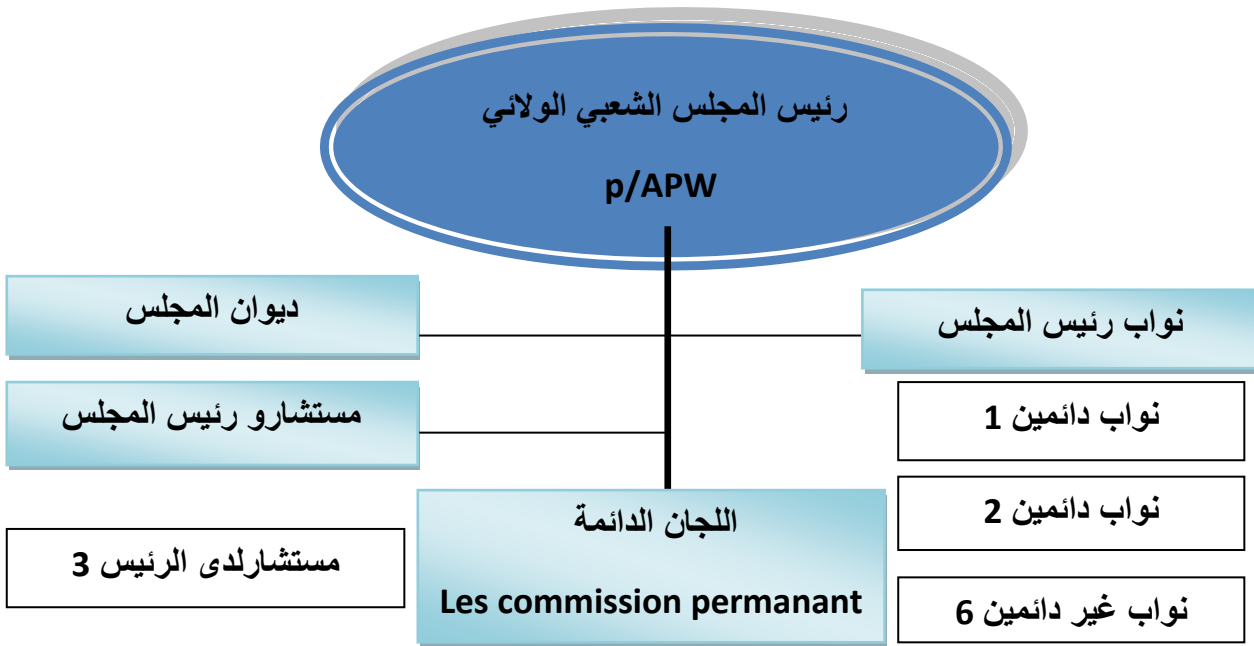 رئيس المجلس الشعبي الولائي
p/APW
نواب رئيس المجلس
ديوان المجلس
نواب دائمين 1
مستشارو رئيس المجلس
نواب دائمين 2
اللجان الدائمة
Les commission permanant
مستشارلدى الرئيس 3
نواب غير دائمين 6